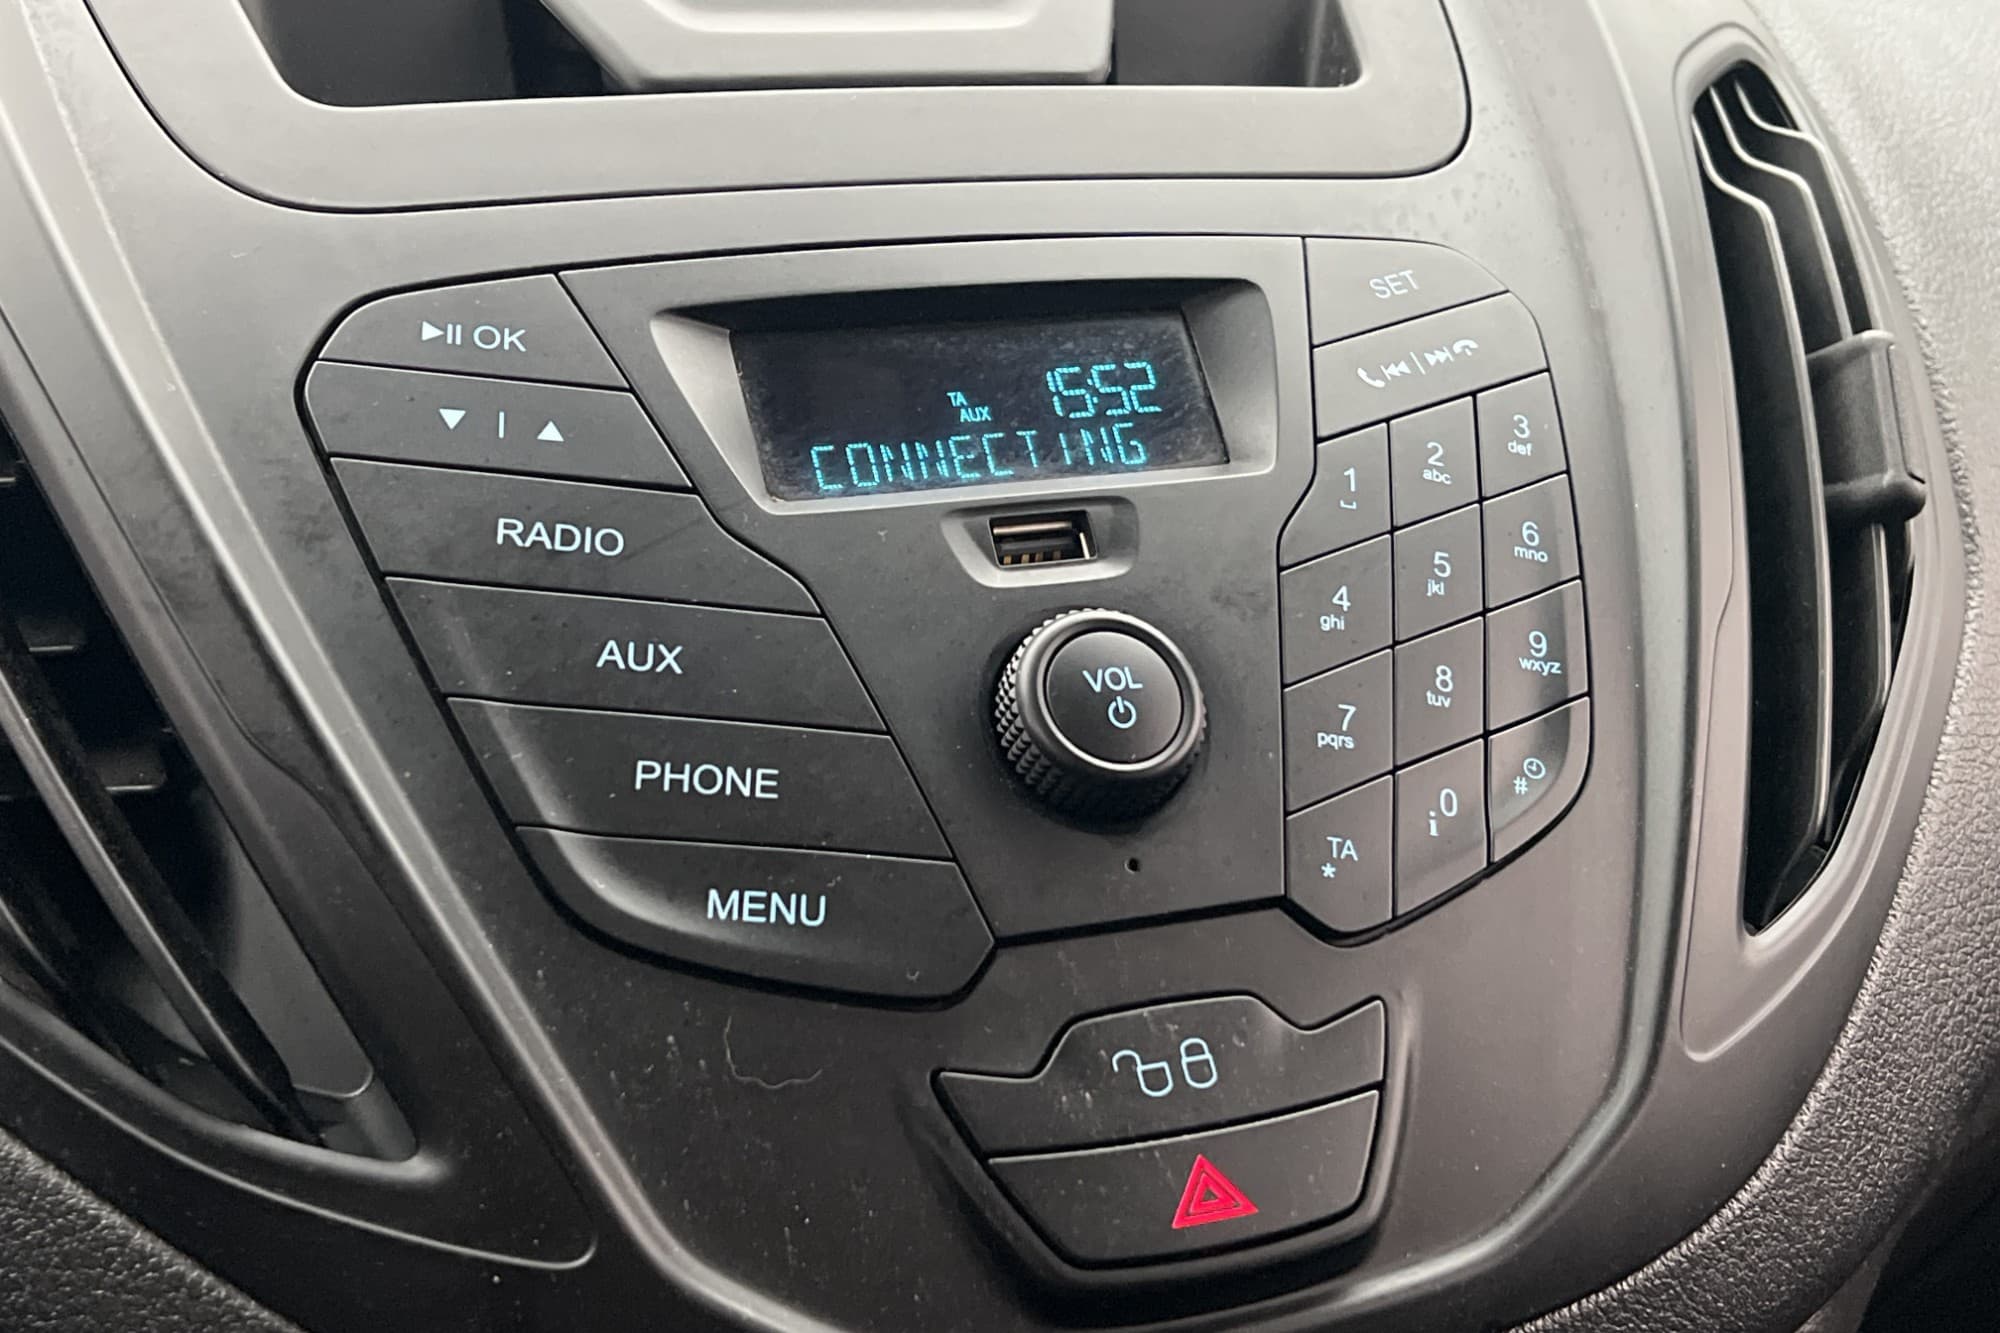 OK
RADIO
AUX
PHONE
MENU
TA
AUX
15:52
CONNECTING
VOL
SET
1
2
abc
3
def
4
ghi
5
jkl
6
mno
7
pqrs
8
tuv
9
wxyz
TA
*
i 0
#